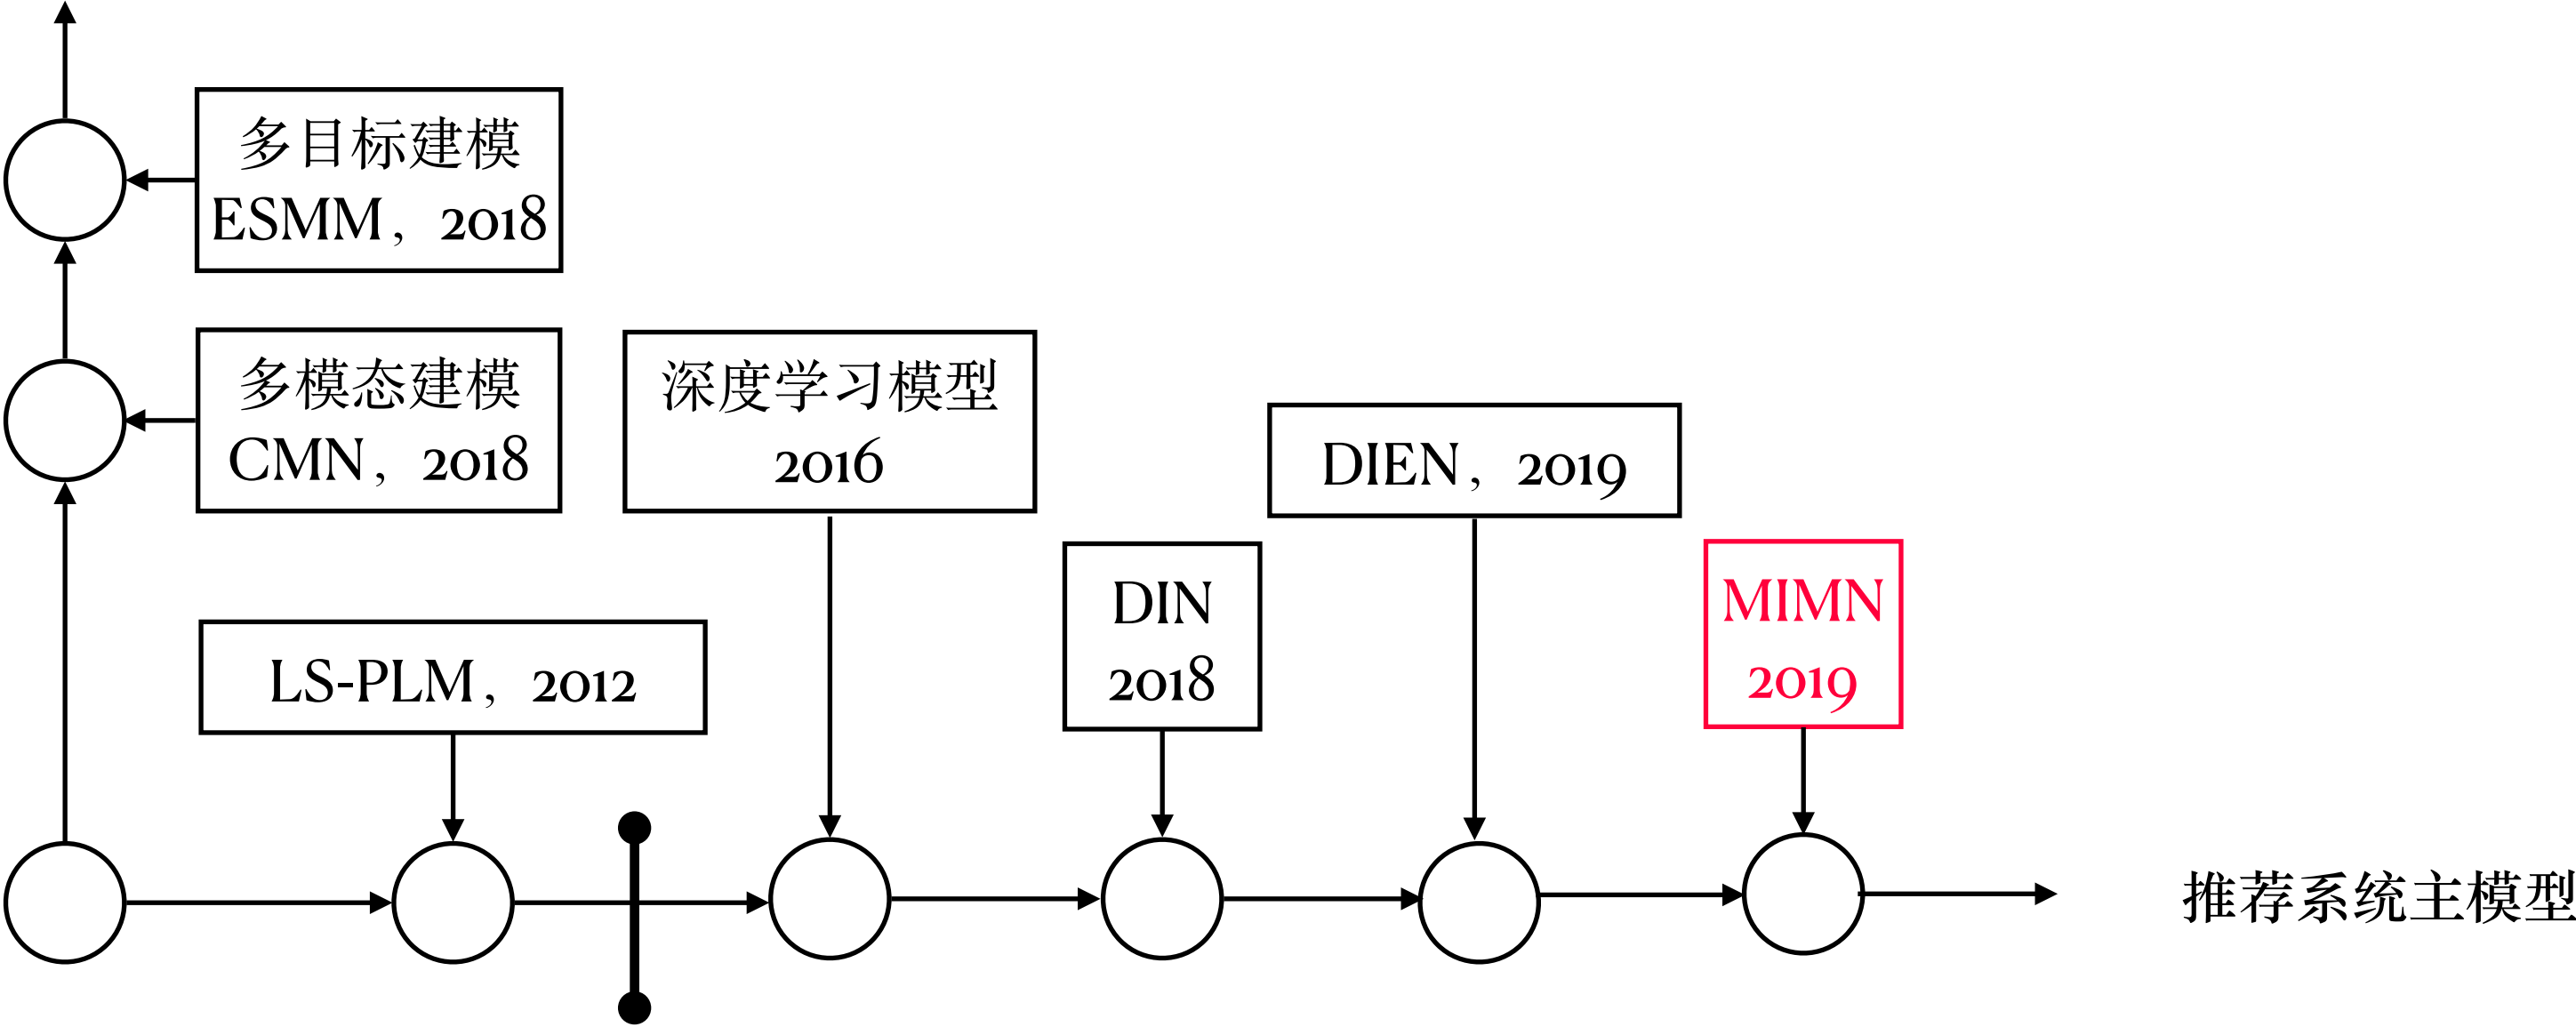 多目标建模
ESMM，2018
多模态建模
CMN，2018
深度学习模型
2016
DIEN，2019
DIN
2018
MIMN
2019
LS-PLM，2012
推荐系统主模型